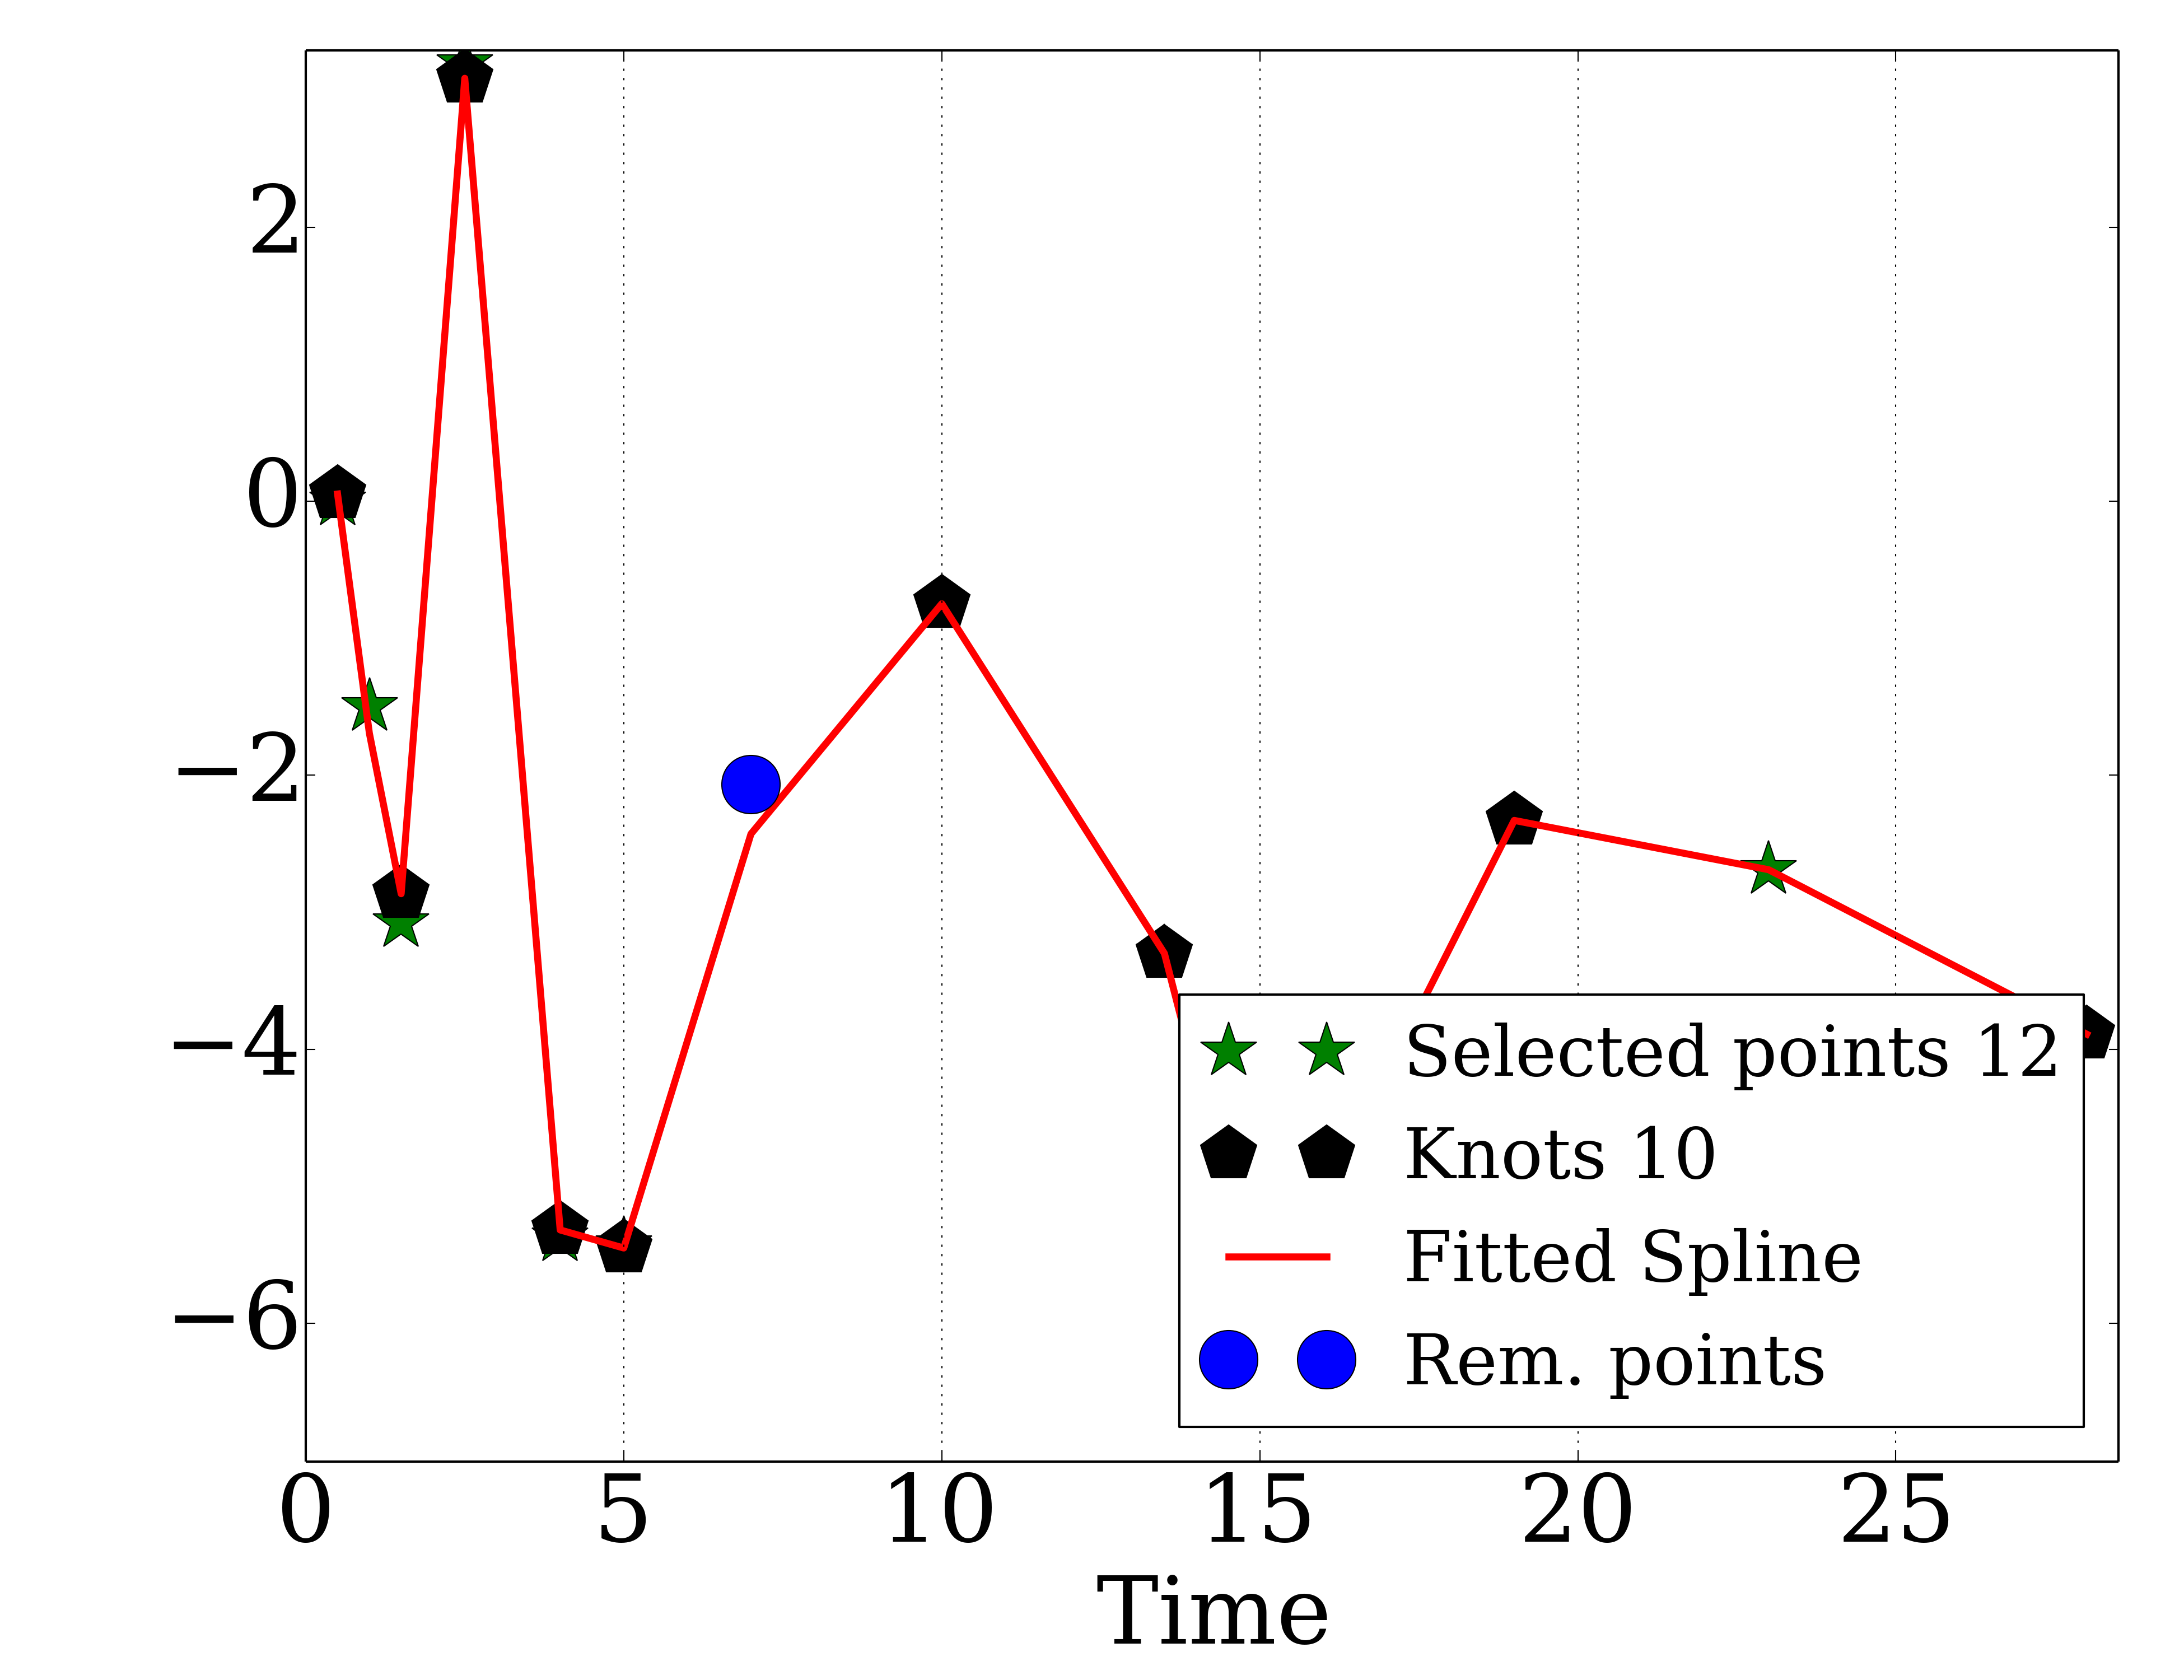 2
0
−2
−4
−6
0 5 10 15 20 25
Time
Selected points 12
Knots 10
Fitted Spline
Rem. points